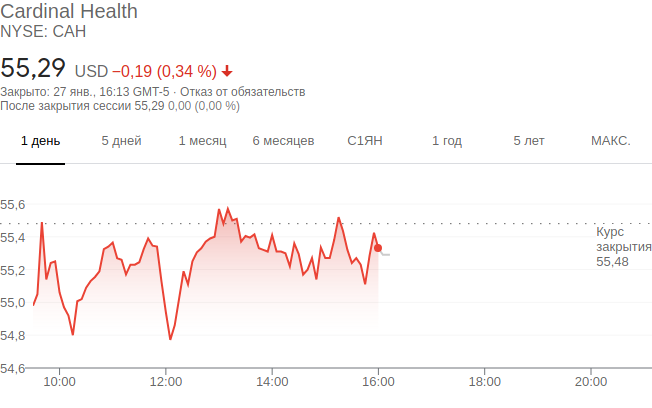 Cardinal Health
NYSE: CAH
55,29 USD −0,19 (0,34 %)
Закрыто: 27 янв., 16:13 GMT-5 · Отказ от обязательств
После закрытия сессии 55,29 0,00 (0,00 %)
1 день 5 дней 1 месяц 6 месяцев С1ЯН 1 год 5 лет МАКС.
55,6
Курс
55,4
закрытия
55,48
55,2
55,0
54,8
54,6
10:00 12:00 14:00 16:00 18:00 20:00